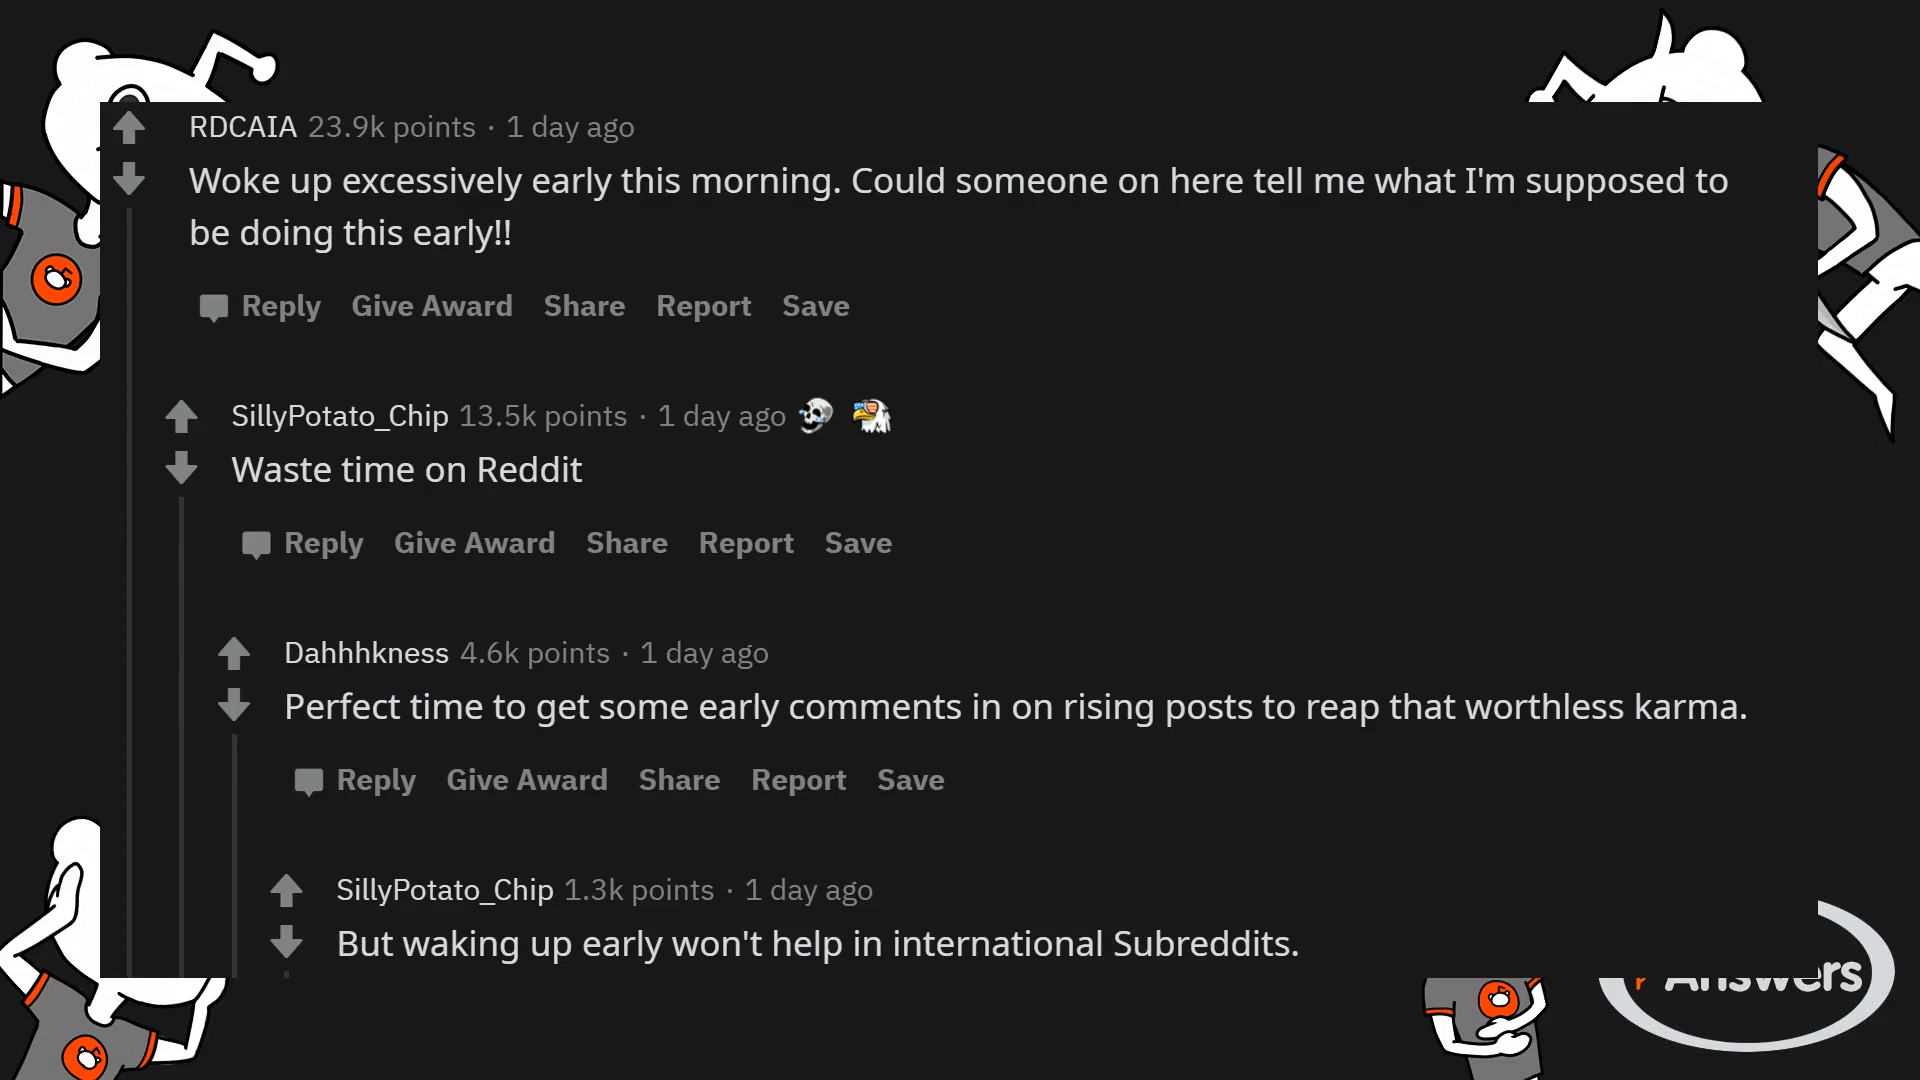 RDCAIA 23.9k points · 1 day ago
Woke up excessively early this morning. Could someone on here tell me what I'm supposed to
be doing this early!!
Reply Give Award Share Report Save
SillyPotato_Chip 13.5k points · 1 day ago
Waste time on Reddit
Reply Give Award Share Report Save
Dahhhkness 4.6k points · 1 day ago
Perfect time to get some early comments in on rising posts to reap that worthless karma.
Reply Give Award Share Report Save
SillyPotato_Chip 1.3k points · 1 day ago
But waking up early won't help in international Subreddits.
r Answers